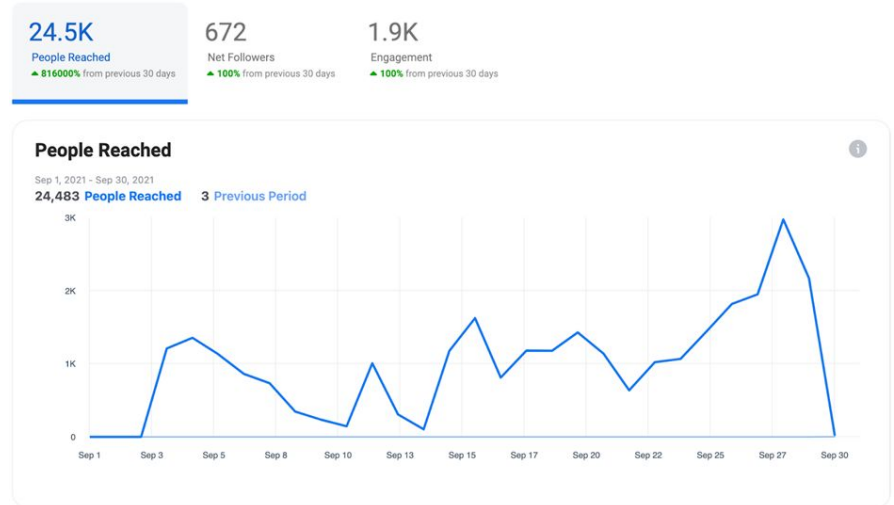 24.5K
People Reached
816000% from previous 30 days
672
Net Followers
100% from previous 30 days
1.9K
Engagement
100% from previous 30 days
People Reached
i
Sep 1, 2021 - Sep 30, 2021
24,483 People Reached 3 Previous Period
3K
2K
1K
0
Sep 1 Sep 3 Sep 5 Sep 8 Sep 10 Sep 13 Sep 15 Sep 17 Sep 20 Sep 22 Sep 25 Sep 27 Sep 30